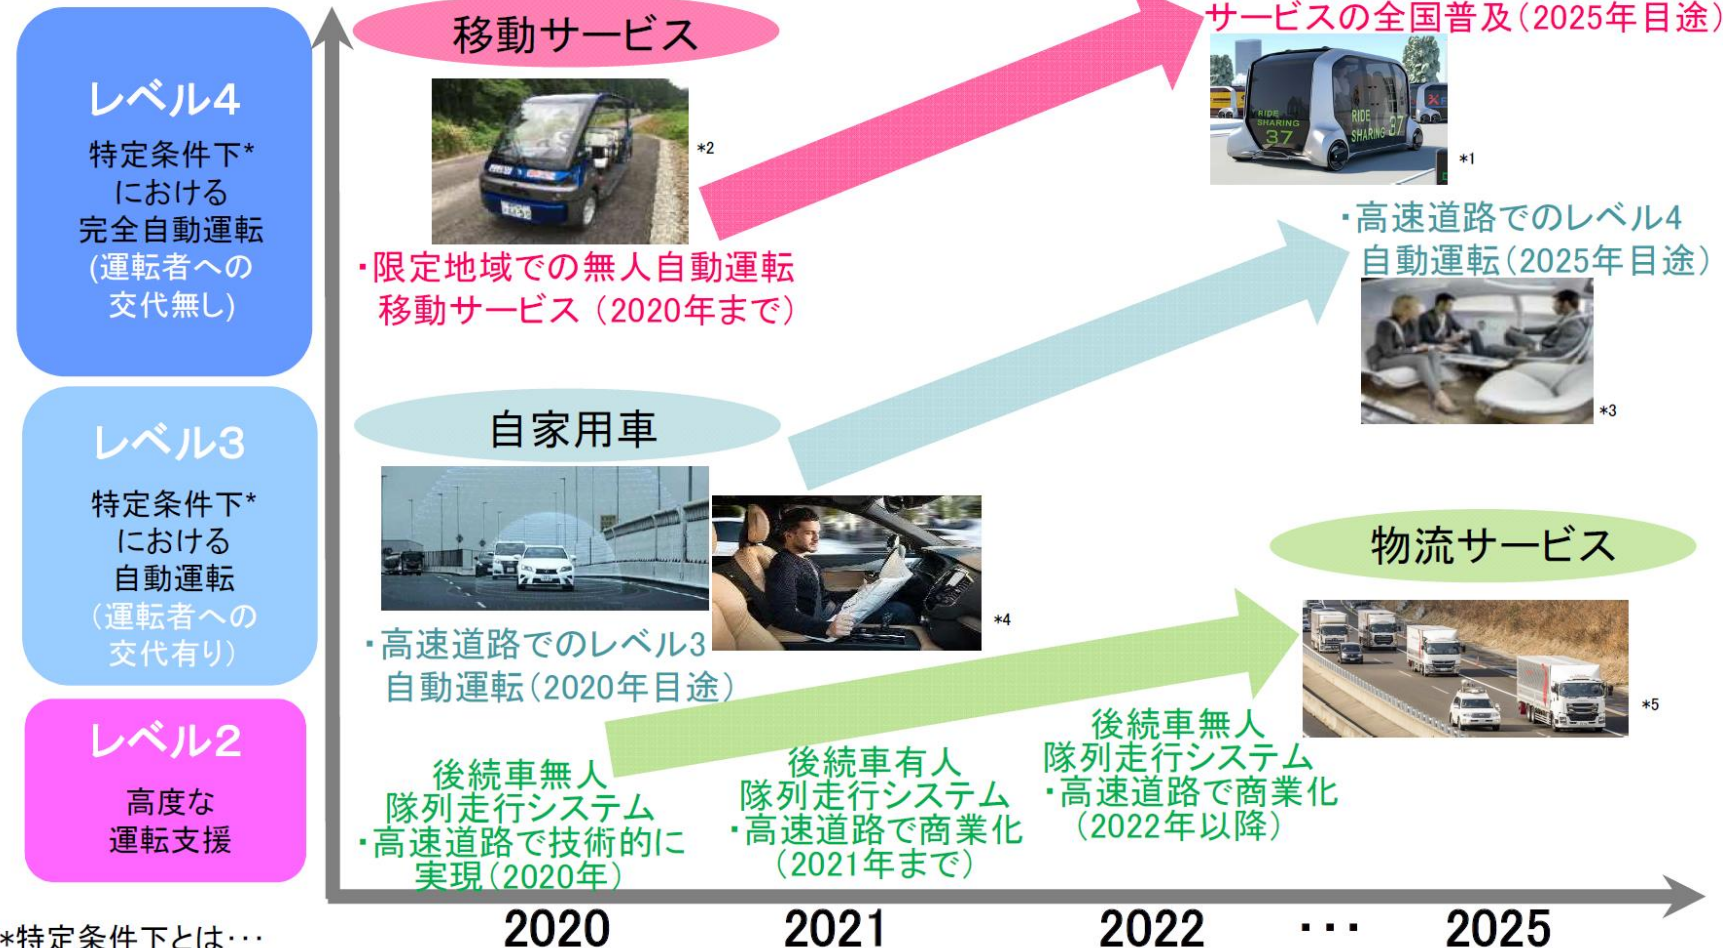 レベル4
特定条件下*
における
完全自動運転
(運転者への
交代無し)
レベル3
特定条件下*
における
自動運転
(運転者への
交代有り)
レベル2
高度な
運転支援
移動サービス
*2
・限定地域での無人自動運転
移動サービス(2020年まで)
サービスの全国普及(2025年目途)
RIDE
SHARING
37
RIDE
SHARING 37
*1
・高速道路でのレベル4
自動運転(2025年目途)
*3
自家用車
*4
・高速道路でのレベル3
自動運転(2020年目途)
物流サービス
*5
後続車無人
隊列走行システム
・高速道路で技術的に
実現(2020年)
後続車有人
隊列走行システム
・高速道路で商業化
(2021年まで)
後続車無人
隊列走行システム
・高速道路で商業化
(2022年以降)
2020
2021
2022
・・・
2025
*特定条件下とは・・・